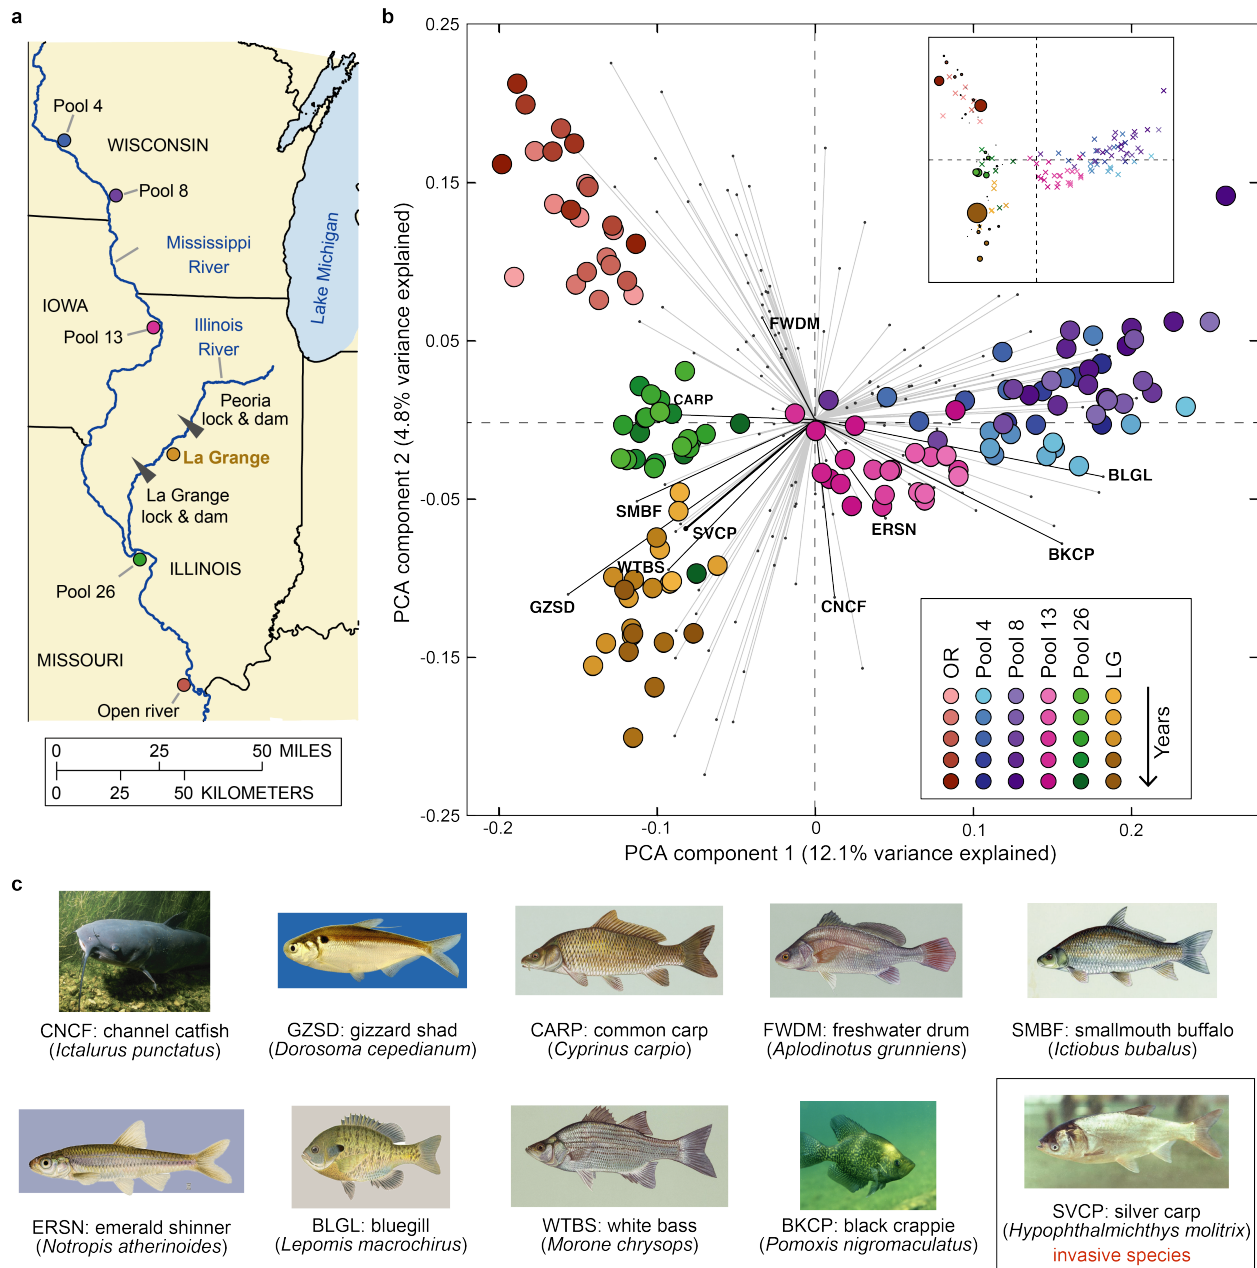 a
Pool 4
WISCONSIN
Pool 8
Mississippi
River
Lake Michigan
IOWA
Illinois
River
Pool 13
Peoria
lock & dam
La Grange
La Grange
lock & dam
Pool 26
ILLINOIS
MISSOURI
Open river
0 25 50 MILES
0 25 50 KILOMETERS
b
PCA component 2 (4.8% variance explained)
0.25
0.15
0.05
-0.05
-0.15
-0.25
FWDM
CARP
BLGL
SMBF
SVCP
ERSN
BKCP
WTBS
GZSD
CNCF
OR
Pool 4
Pool 8
Pool 13
Pool 26
LG
Years
-0.2 -0.1 0 0.1 0.2
PCA component 1 (12.1% variance explained)
c
CNCF: channel catfish
(Ictalurus punctatus)
GZSD: gizzard shad
(Dorosoma cepedianum)
CARP: common carp
(Cyprinus carpio)
FWDM: freshwater drum
(Aplodinotus grunniens)
SMBF: smallmouth buffalo
(Ictiobus bubalus)
ERSN: emerald shinner
(Notropis atherinoides)
BLGL: bluegill
(Lepomis macrochirus)
WTBS: white bass
(Morone chrysops)
BKCP: black crappie
(Pomoxis nigromaculatus)
SVCP: silver carp
(Hypophthalmichthys molitrix)
invasive species